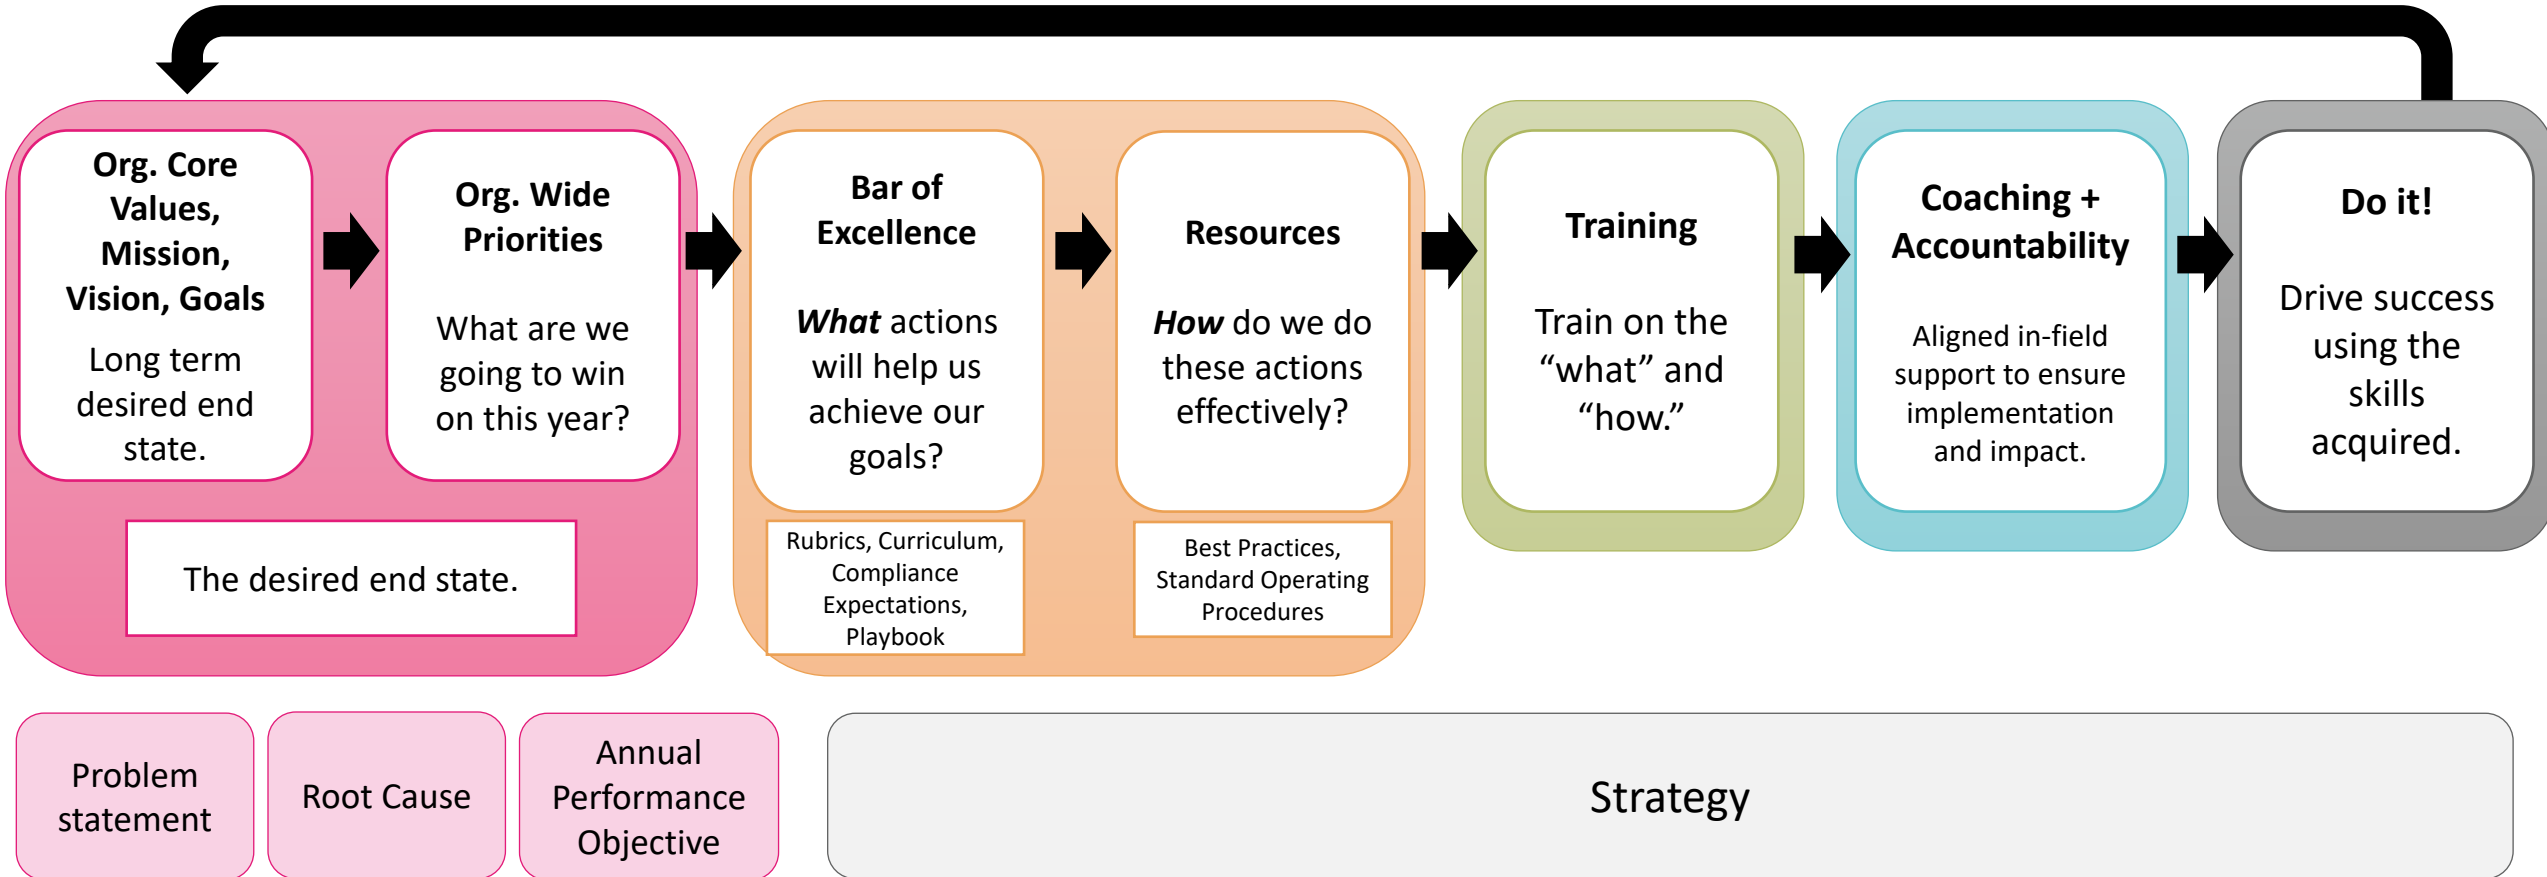 Org. Core
Values,
Mission,
Vision, Goals
Long term
desired end
state.
Org. Wide
Priorities
What are we
going to win
on this year?
The desired end state.
Bar of
Excellence
What actions
will help us
achieve our
goals?
Rubrics, Curriculum,
Compliance
Expectations,
Playbook
Resources
How do we do
these actions
effectively?
Best Practices,
Standard Operating
Procedures
Training
Train on the
“what” and
“how.”
Coaching +
Accountability
Aligned in-field
support to ensure
implementation
and impact.
Do it!
Drive success
using the
skills
acquired.
Problem
statement
Root Cause
Annual
Performance
Objective
Strategy